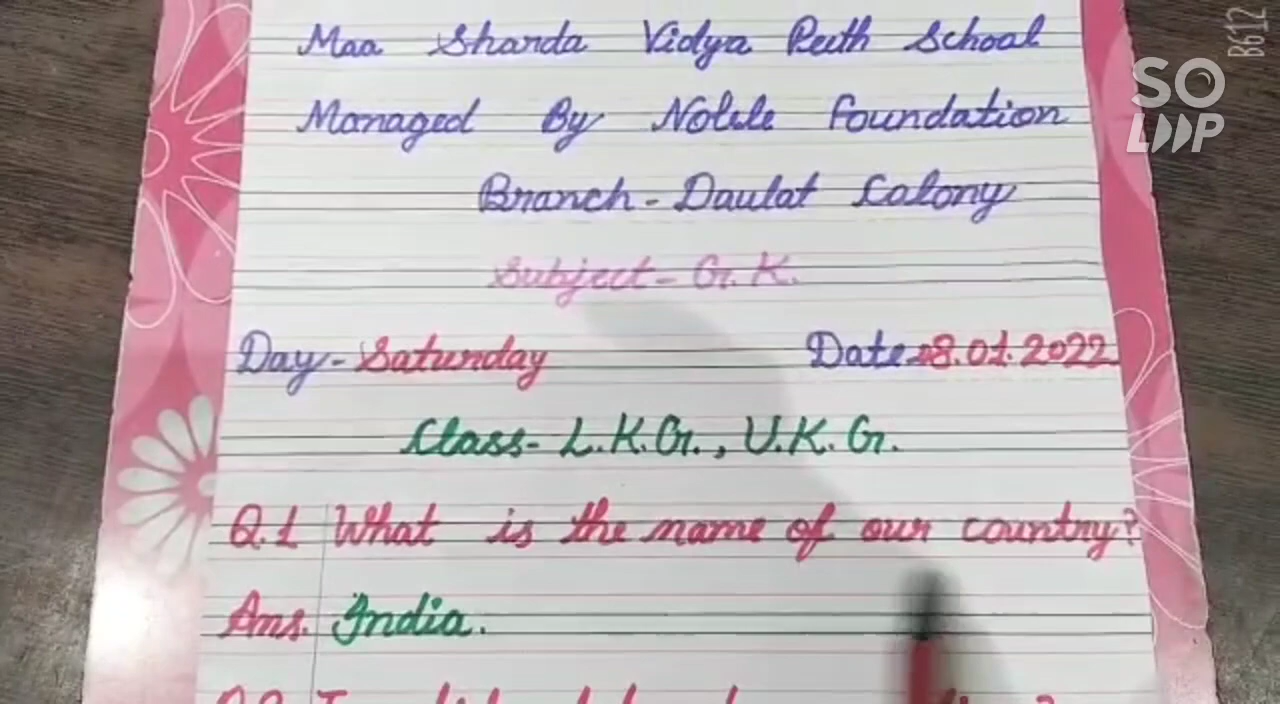 Maa Sharda Vidya Peeth School
Managed By Noble Foundation
Branch - Daulat Colony
Subject - G.K.
Day - Saturday Date 08.01.2022
Class - L.K.G., U.K.G.
Q.1 What is the name of our country?
Ans. India.
SO LOOP
B612